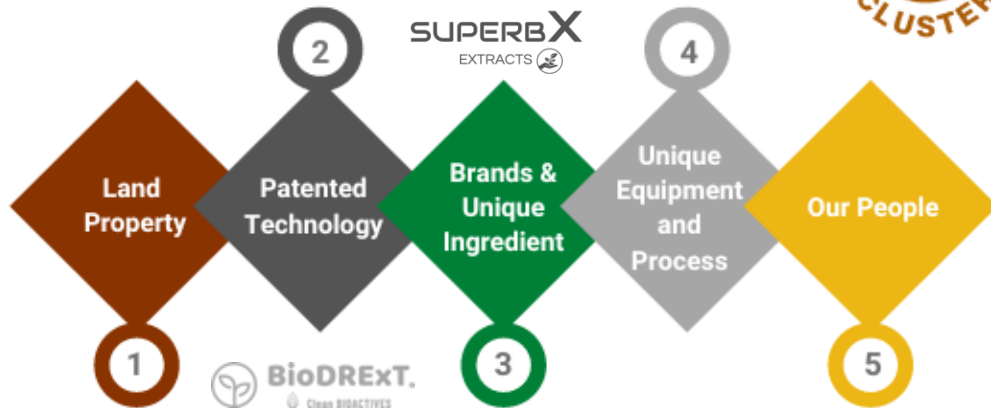 CLUSTER
SUPERBX
EXTRACTS
2
4
Land
Property
Patented
Technology
Brands &
Unique
Ingredient
Unique
Equipment
and
Process
Our People
1
3
5
BioDRExT.
Clean BIOACTIVES